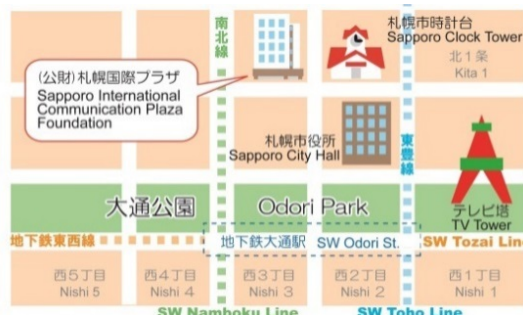 南北線
札幌市時計台
Sapporo Clock Tower
北1条
Kita 1
(公財)札幌国際プラザ
Sapporo International
Communication Plaza
Foundation
札幌市役所
Sapporo City Hall
東豊線
大通公園
Odori Park
テレビ塔
TV Tower
地下鉄東西線
地下鉄大通駅
SW Odori St.
SW Tozai Lin
西5丁目
Nishi 5
西4丁目
Nishi 4
西3丁目
Nishi 3
西2丁目
Nishi 2
西1丁目
Nishi 1
SW Namboku Line
SW Toho Line